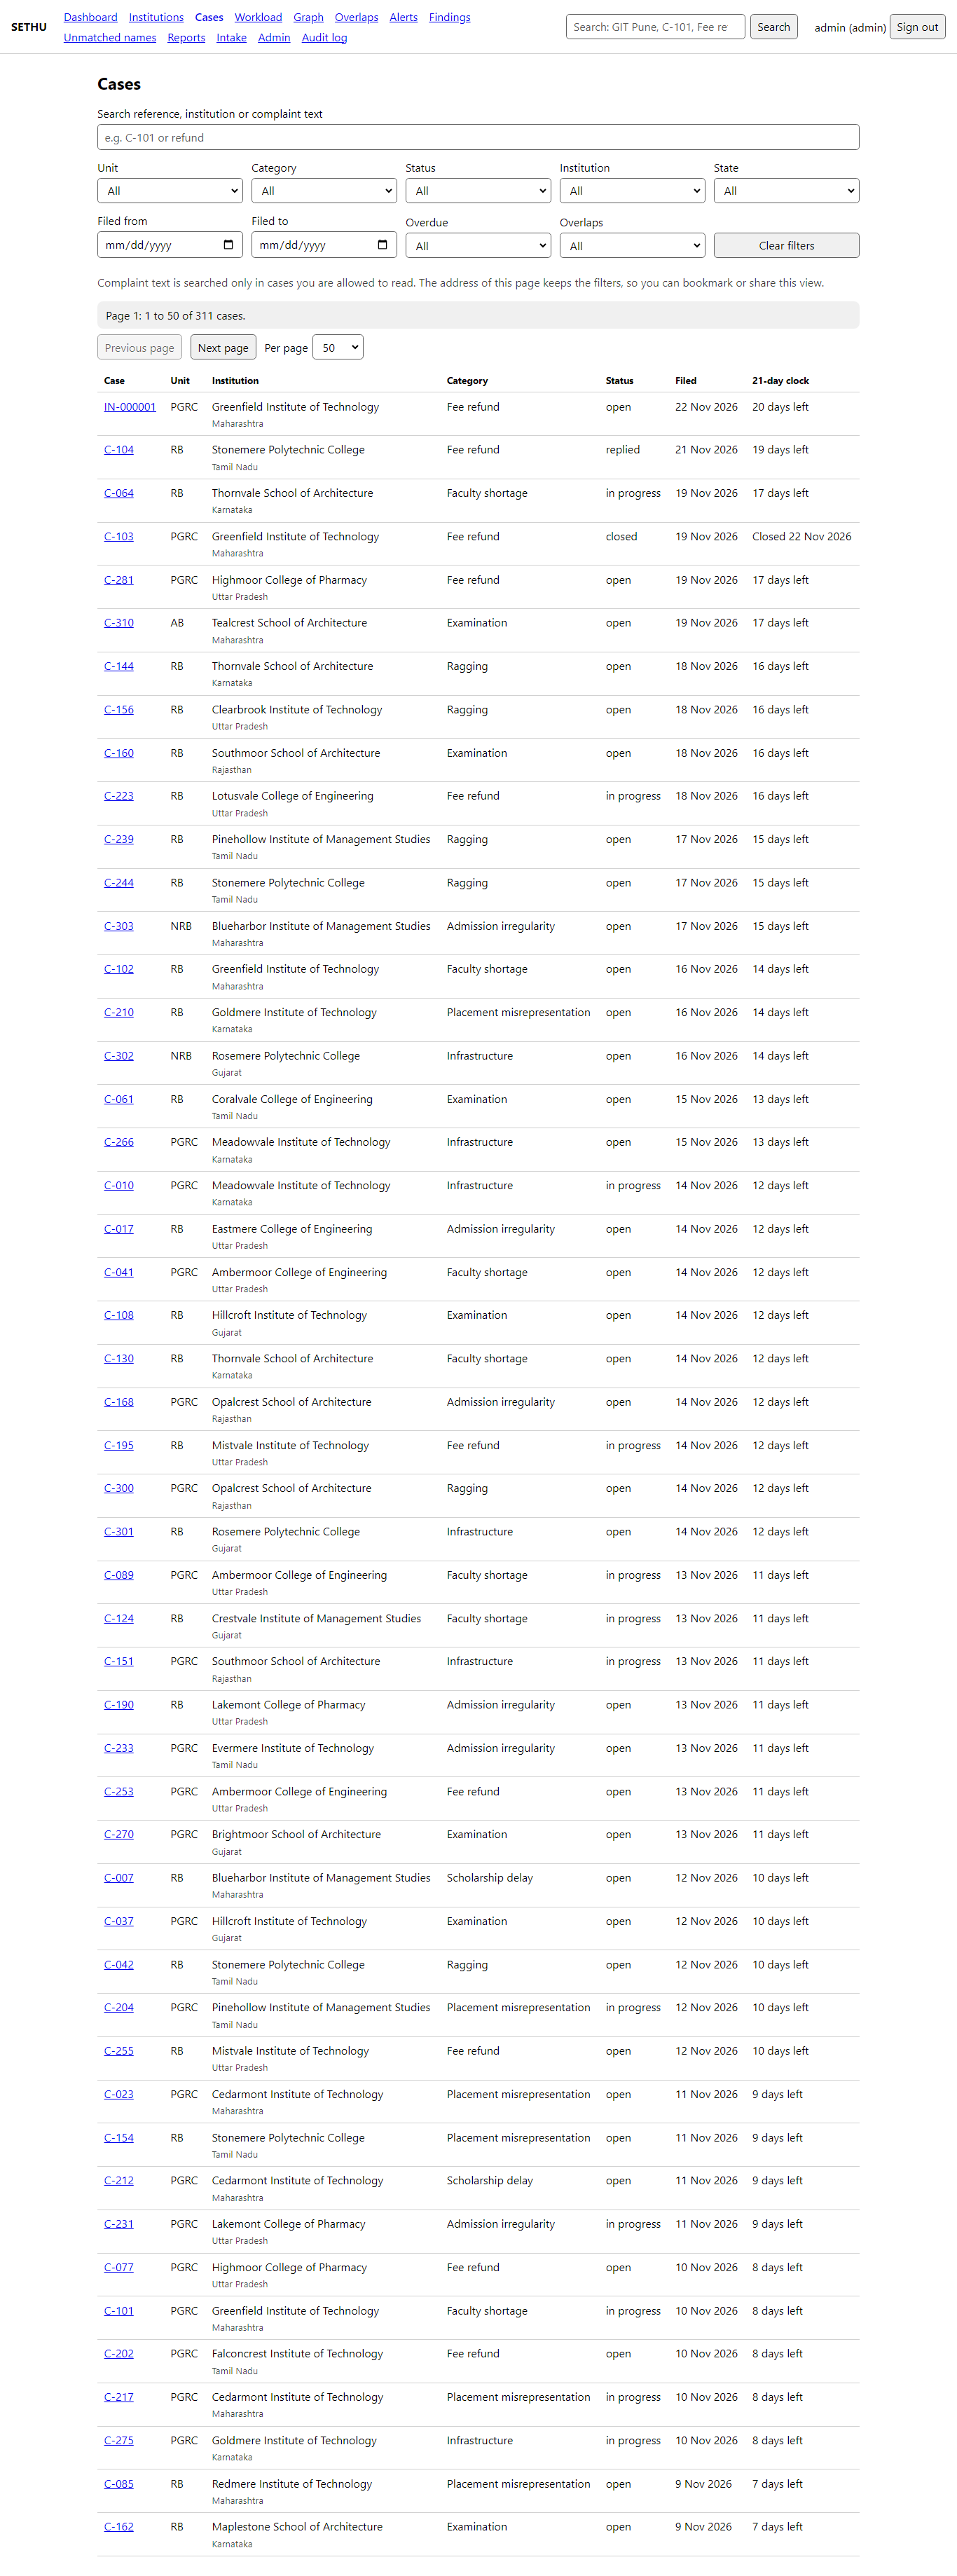 SETHU
Dashboard Institutions Cases Workload Graph Overlaps Alerts Findings
Unmatched names Reports Intake Admin Audit log
Search: GIT Pune, C-101, Fee re Search admin (admin) Sign out
Cases
Search reference, institution or complaint text
e.g. C-101 or refund
Unit Category Status Institution State
All All All All All
Filed from Filed to Overdue Overlaps
mm/dd/yyyy mm/dd/yyyy All All Clear filters
Complaint text is searched only in cases you are allowed to read. The address of this page keeps the filters, so you can bookmark or share this view.
Page 1: 1 to 50 of 311 cases.
Previous page Next page Per page 50
Case Unit Institution Category Status Filed 21-day clock
IN-000001 PGRC Greenfield Institute of Technology Fee refund open 22 Nov 2026 20 days left
Maharashtra
C-104 RB Stonemere Polytechnic College Fee refund replied 21 Nov 2026 19 days left
Tamil Nadu
C-064 RB Thornvale School of Architecture Faculty shortage in progress 19 Nov 2026 17 days left
Karnataka
C-103 PGRC Greenfield Institute of Technology Fee refund closed 19 Nov 2026 Closed 22 Nov 2026
Maharashtra
C-281 PGRC Highmoor College of Pharmacy Fee refund open 19 Nov 2026 17 days left
Uttar Pradesh
C-310 AB Tealcrest School of Architecture Examination open 19 Nov 2026 17 days left
Maharashtra
C-144 RB Thornvale School of Architecture Ragging open 18 Nov 2026 16 days left
Karnataka
C-156 RB Clearbrook Institute of Technology Ragging open 18 Nov 2026 16 days left
Uttar Pradesh
C-160 RB Southmoor School of Architecture Examination open 18 Nov 2026 16 days left
Rajasthan
C-223 RB Lotusvale College of Engineering Fee refund in progress 18 Nov 2026 16 days left
Uttar Pradesh
C-239 RB Pinehollow Institute of Management Studies Ragging open 17 Nov 2026 15 days left
Tamil Nadu
C-244 RB Stonemere Polytechnic College Ragging open 17 Nov 2026 15 days left
Tamil Nadu
C-303 NRB Blueharbor Institute of Management Studies Admission irregularity open 17 Nov 2026 15 days left
Maharashtra
C-102 RB Greenfield Institute of Technology Faculty shortage open 16 Nov 2026 14 days left
Maharashtra
C-210 RB Goldmere Institute of Technology Placement misrepresentation open 16 Nov 2026 14 days left
Karnataka
C-302 NRB Rosemere Polytechnic College Infrastructure open 16 Nov 2026 14 days left
Gujarat
C-061 RB Coralvale College of Engineering Examination open 15 Nov 2026 13 days left
Tamil Nadu
C-266 PGRC Meadowvale Institute of Technology Infrastructure open 15 Nov 2026 13 days left
Karnataka
C-010 PGRC Meadowvale Institute of Technology Infrastructure in progress 14 Nov 2026 12 days left
Karnataka
C-017 RB Eastmere College of Engineering Admission irregularity open 14 Nov 2026 12 days left
Uttar Pradesh
C-041 PGRC Ambermoor College of Engineering Faculty shortage open 14 Nov 2026 12 days left
Uttar Pradesh
C-108 RB Hillcroft Institute of Technology Examination open 14 Nov 2026 12 days left
Gujarat
C-130 RB Thornvale School of Architecture Faculty shortage open 14 Nov 2026 12 days left
Karnataka
C-168 PGRC Opalcrest School of Architecture Admission irregularity open 14 Nov 2026 12 days left
Rajasthan
C-195 RB Mistvale Institute of Technology Fee refund in progress 14 Nov 2026 12 days left
Uttar Pradesh
C-300 PGRC Opalcrest School of Architecture Ragging open 14 Nov 2026 12 days left
Rajasthan
C-301 RB Rosemere Polytechnic College Infrastructure open 14 Nov 2026 12 days left
Gujarat
C-089 PGRC Ambermoor College of Engineering Faculty shortage in progress 13 Nov 2026 11 days left
Uttar Pradesh
C-124 RB Crestvale Institute of Management Studies Faculty shortage in progress 13 Nov 2026 11 days left
Gujarat
C-151 PGRC Southmoor School of Architecture Infrastructure in progress 13 Nov 2026 11 days left
Rajasthan
C-190 RB Lakemont College of Pharmacy Admission irregularity open 13 Nov 2026 11 days left
Uttar Pradesh
C-233 PGRC Evermere Institute of Technology Admission irregularity open 13 Nov 2026 11 days left
Tamil Nadu
C-253 PGRC Ambermoor College of Engineering Fee refund open 13 Nov 2026 11 days left
Uttar Pradesh
C-270 PGRC Brightmoor School of Architecture Examination open 13 Nov 2026 11 days left
Gujarat
C-007 RB Blueharbor Institute of Management Studies Scholarship delay open 12 Nov 2026 10 days left
Maharashtra
C-037 PGRC Hillcroft Institute of Technology Examination open 12 Nov 2026 10 days left
Gujarat
C-042 RB Stonemere Polytechnic College Ragging open 12 Nov 2026 10 days left
Tamil Nadu
C-204 PGRC Pinehollow Institute of Management Studies Placement misrepresentation in progress 12 Nov 2026 10 days left
Tamil Nadu
C-255 RB Mistvale Institute of Technology Fee refund open 12 Nov 2026 10 days left
Uttar Pradesh
C-023 PGRC Cedarmont Institute of Technology Placement misrepresentation open 11 Nov 2026 9 days left
Maharashtra
C-154 RB Stonemere Polytechnic College Placement misrepresentation open 11 Nov 2026 9 days left
Tamil Nadu
C-212 PGRC Cedarmont Institute of Technology Scholarship delay open 11 Nov 2026 9 days left
Maharashtra
C-231 PGRC Lakemont College of Pharmacy Admission irregularity in progress 11 Nov 2026 9 days left
Uttar Pradesh
C-077 PGRC Highmoor College of Pharmacy Fee refund open 10 Nov 2026 8 days left
Uttar Pradesh
C-101 PGRC Greenfield Institute of Technology Faculty shortage in progress 10 Nov 2026 8 days left
Maharashtra
C-202 PGRC Falconcrest Institute of Technology Fee refund open 10 Nov 2026 8 days left
Tamil Nadu
C-217 PGRC Cedarmont Institute of Technology Placement misrepresentation in progress 10 Nov 2026 8 days left
Maharashtra
C-275 PGRC Goldmere Institute of Technology Infrastructure in progress 10 Nov 2026 8 days left
Karnataka
C-085 RB Redmere Institute of Technology Placement misrepresentation open 9 Nov 2026 7 days left
Maharashtra
C-162 RB Maplestone School of Architecture Examination open 9 Nov 2026 7 days left
Karnataka